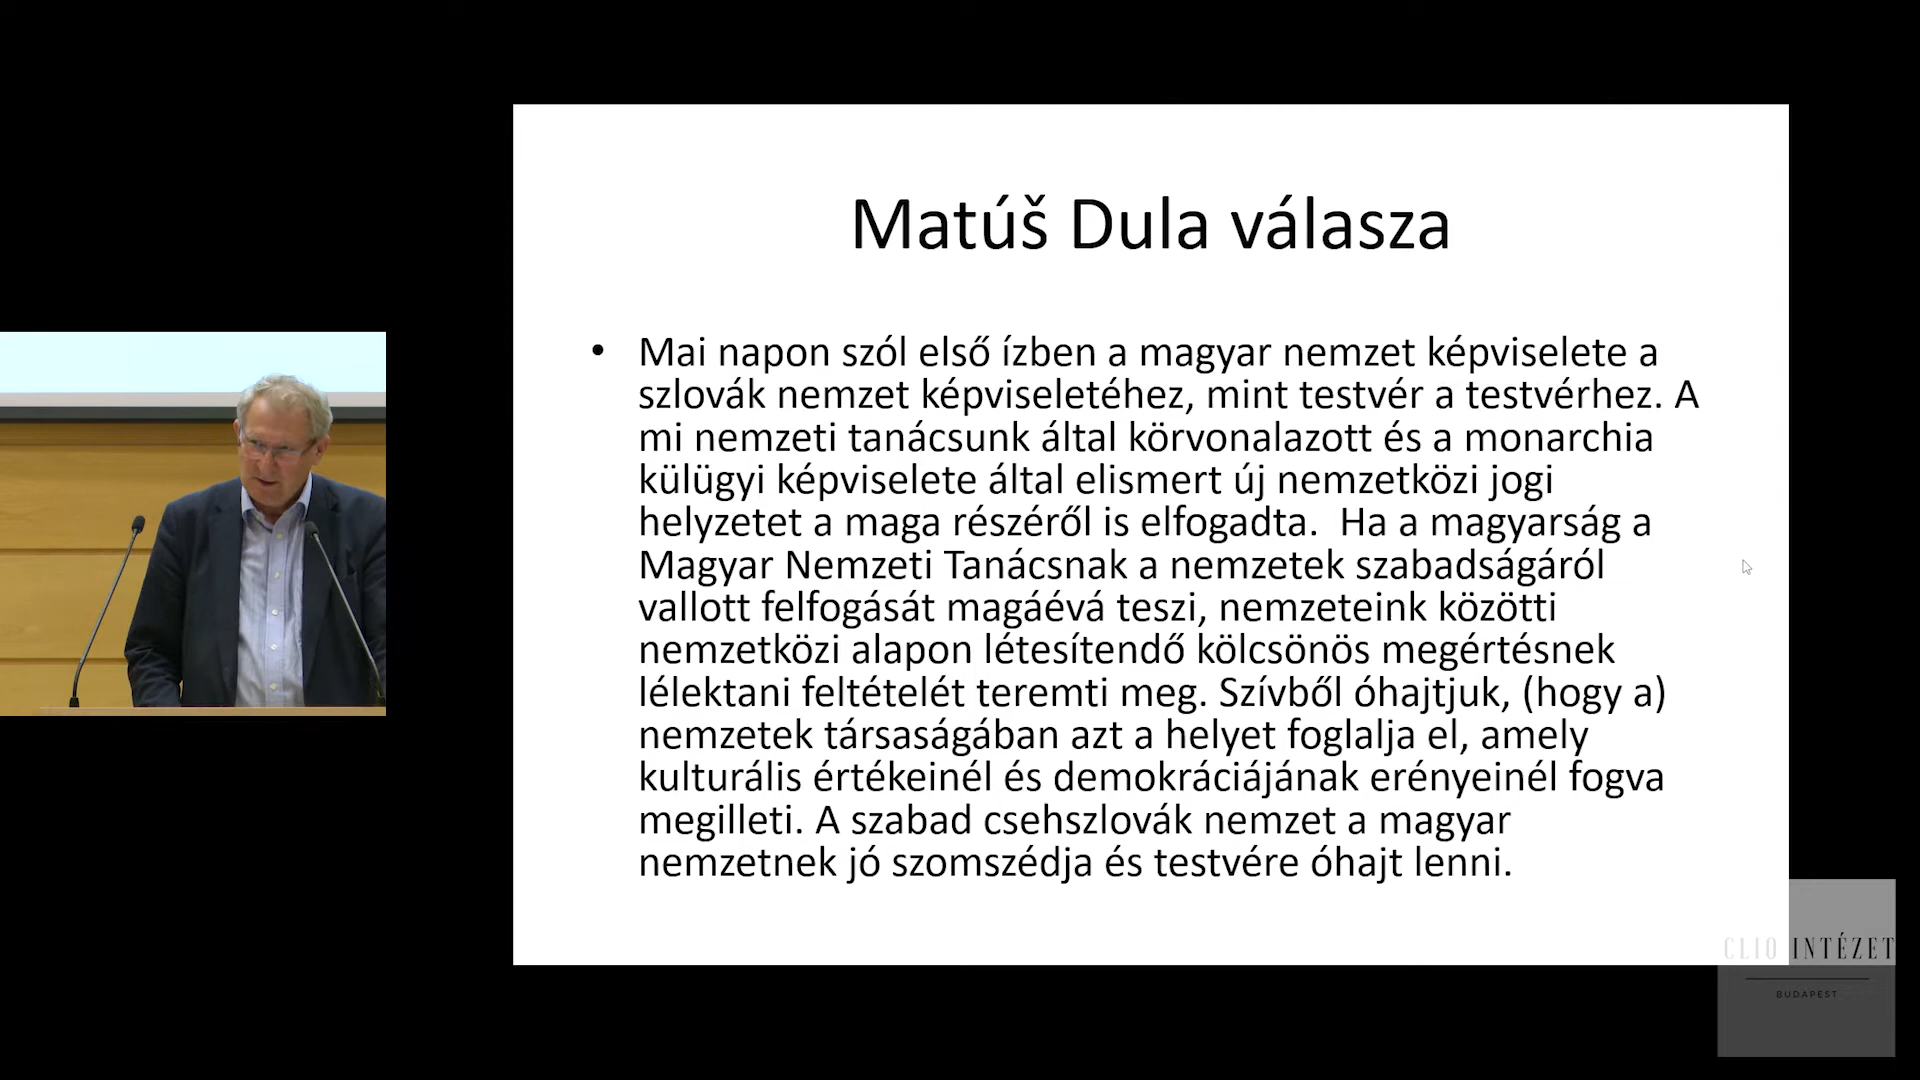 Matúš Dula válasza
• Mai napon szól első ízben a magyar nemzet képviselete a
szlovák nemzet képviseletéhez, mint testvér a testvérhez. A
mi nemzeti tanácsunk által körvonalazott és a monarchia
külügyi képviselete által elismert új nemzetközi jogi
helyzetet a maga részéről is elfogadta.  Ha a magyarság a
Magyar Nemzeti Tanácsnak a nemzetek szabadságáról
vallott felfogását magáévá teszi, nemzeteink közötti
nemzetközi alapon létesítendő kölcsönös megértésnek
lélektani feltételét teremti meg. Szívből óhajtjuk, (hogy a)
nemzetek társaságában azt a helyet foglalja el, amely
kulturális értékeinél és demokráciájának erényeinél fogva
megilleti. A szabad csehszlovák nemzet a magyar
nemzetnek jó szomszédja és testvére óhajt lenni.
CLIO INTÉZET
BUDAPEST